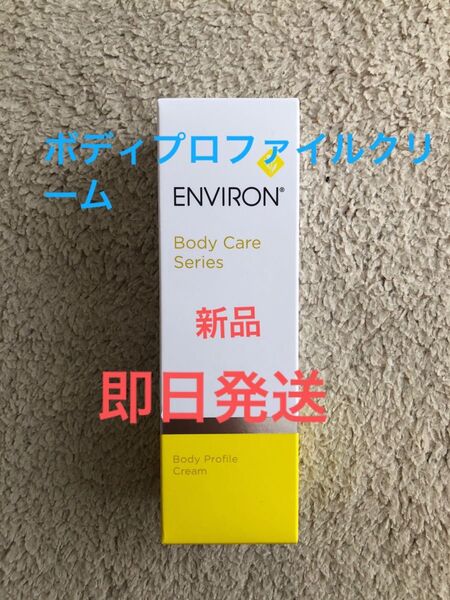 ボディプロファイルクリ
ーム
ENVIRON®
Body Care
Series
新品
即日発送
Body Profile
Cream